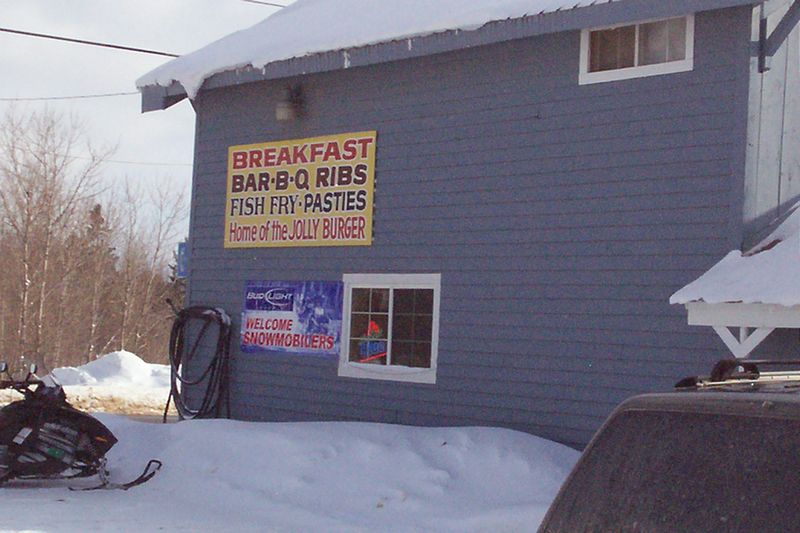 BREAKFAST
BAR-B-Q RIBS
FISH FRY·PASTIES
Home of the JOLLY BURGER
BUD LIGHT
WELCOME
SNOWMOBILERS